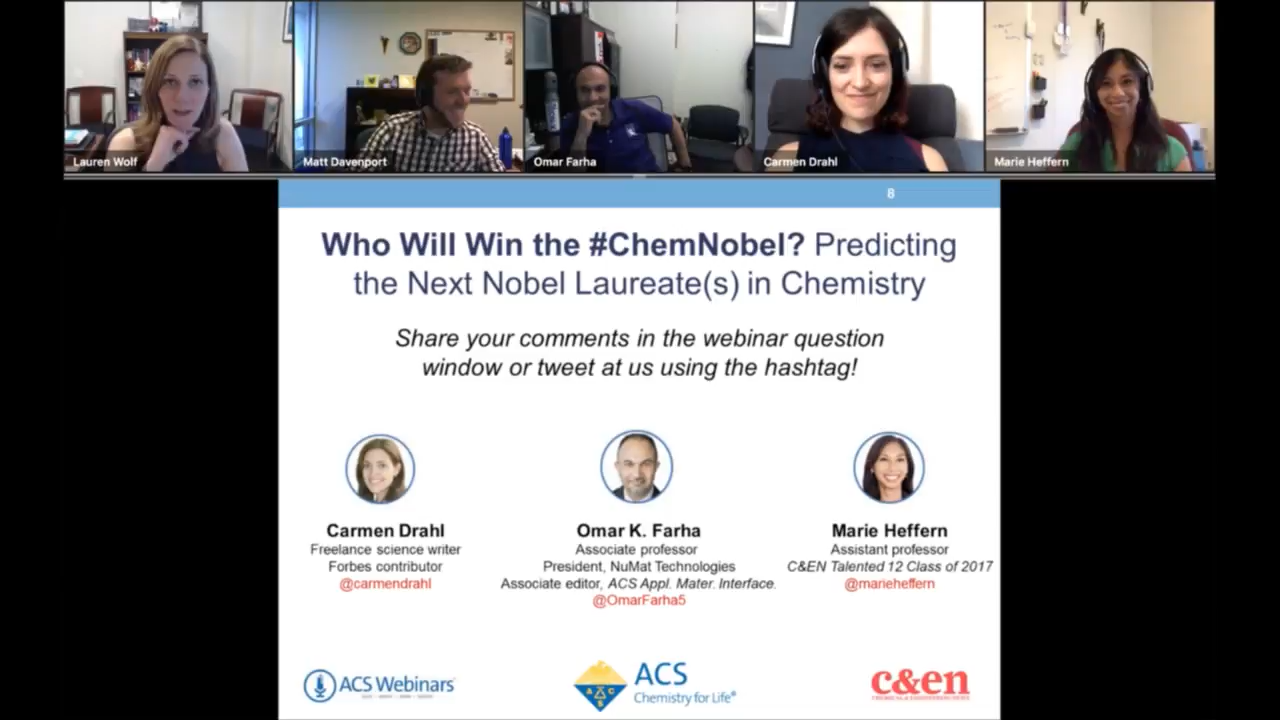 Lauren Wolf
Matt Davenport
Omar Farha
Carmen Drahl
Marie Heffern
8
Who Will Win the #ChemNobel? Predicting
the Next Nobel Laureate(s) in Chemistry
Share your comments in the webinar question
window or tweet at us using the hashtag!
Carmen Drahl
Freelance science writer
Forbes contributor
@carmendrahl
Omar K. Farha
Associate professor
President, NuMat Technologies
Associate editor, ACS Appl. Mater. Interface.
@OmarFarha5
Marie Heffern
Assistant professor
C&EN Talented 12 Class of 2017
@marieheffern
ACS Webinars
ACS
Chemistry for Life®
c&en
CHEMICAL & ENGINEERING NEWS